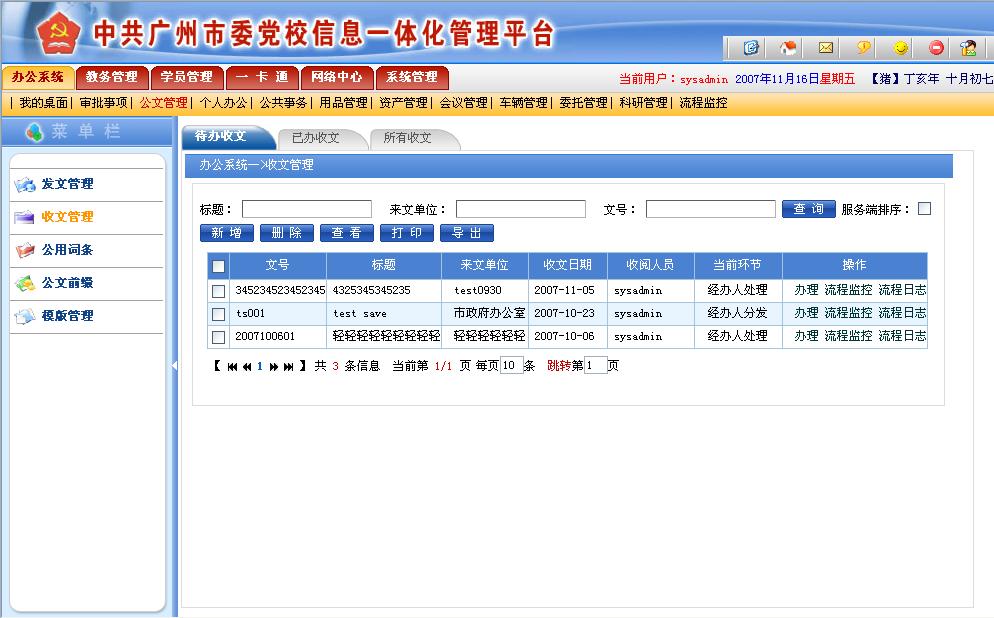 中共广州市委党校信息一体化管理平台
办公系统 教务管理 学员管理 一 卡 通 网络中心 系统管理 当前用户：sysadmin 2007年11月16日星期五 【猪】丁亥年 十月初七
| 我的桌面| 审批事项| 公文管理| 个人办公| 公共事务| 用品管理| 资产管理| 会议管理| 车辆管理| 委托管理| 科研管理| 流程监控
菜 单 栏
发文管理
收文管理
公用词条
公文前缀
模版管理
待办收文 已办收文 所有收文
办公系统—>收文管理
标题： 来文单位： 文号： 查 询 服务端排序：
新 增 删 除 查 看 打 印 导 出
文号 标题 来文单位 收文日期 收阅人员 当前环节 操作
345234523452345 4325345345235 test0930 2007-11-05 sysadmin 经办人处理 办理 流程监控 流程日志
ts001 test save 市政府办公室 2007-10-23 sysadmin 经办人分发 办理 流程监控 流程日志
2007100601 轻轻轻轻轻轻轻轻轻 轻轻轻轻轻轻 2007-10-06 sysadmin 经办人处理 办理 流程监控 流程日志
【 1 】 共 3 条信息 当前第 1/1 页 每页10条 跳转第1页